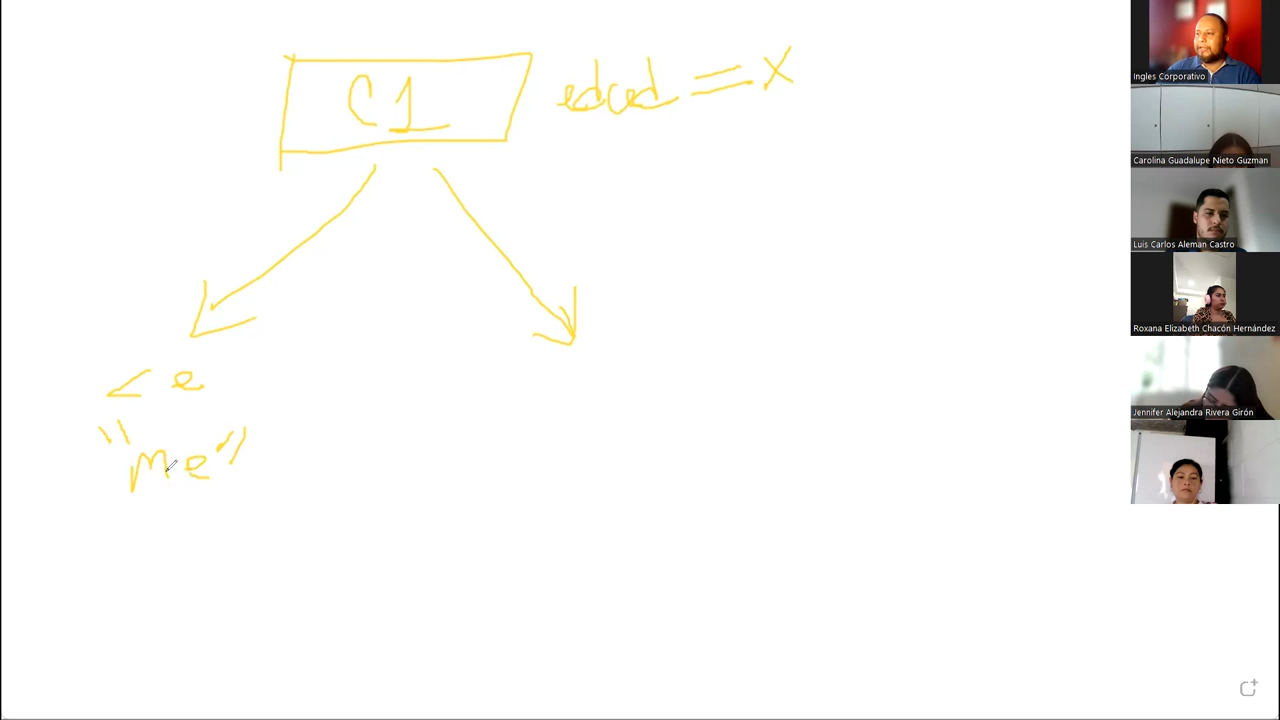 C1
edad = X
< e
"me"
Ingles Corporativo
Carolina Guadalupe Nieto Guzman
Luis Carlos Aleman Castro
Roxana Elizabeth Chacón Hernández
Jennifer Alejandra Rivera Girón